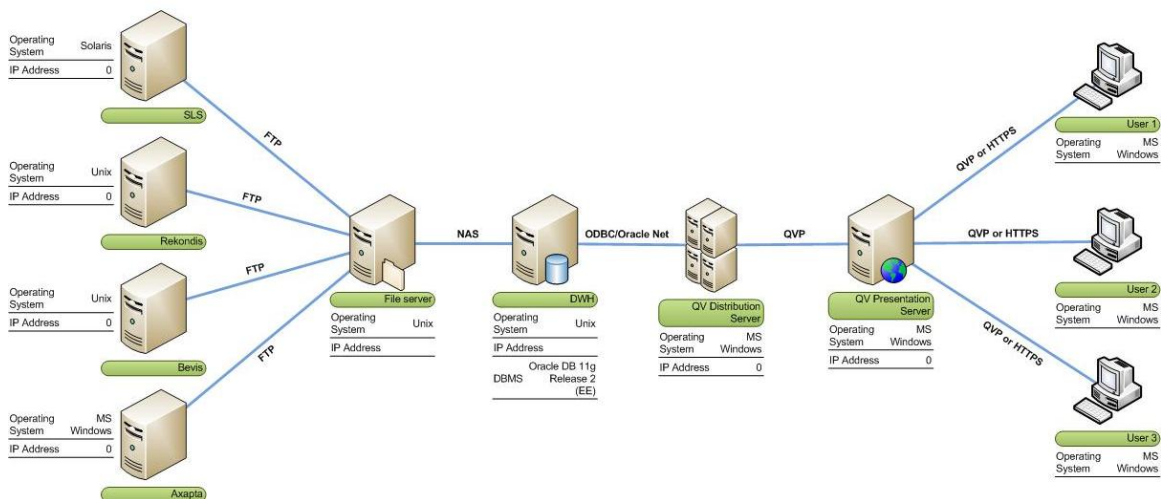 Operating System Solaris
IP Address 0
SLS
FTP
Operating System Unix
IP Address 0
Rekondis
FTP
Operating System Unix
IP Address 0
Bevis
FTP
Operating System MS Windows
IP Address 0
Axapta
FTP
File server
Operating System Unix
IP Address
NAS
DWH
Operating System Unix
IP Address
DBMS Oracle DB 11g Release 2 (EE)
ODBC/Oracle Net
QV Distribution Server
Operating System MS Windows
IP Address 0
QVP
QV Presentation Server
Operating System MS Windows
IP Address 0
QVP or HTTPS
User 1
Operating System MS Windows
QVP or HTTPS
User 2
Operating System MS Windows
QVP or HTTPS
User 3
Operating System MS Windows